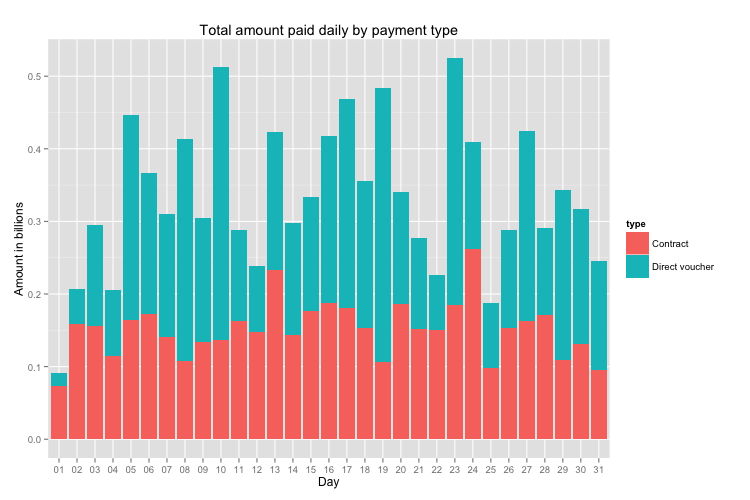 Total amount paid daily by payment type
Amount in billions
0.5
0.4
0.3
0.2
0.1
0.0
01 02 03 04 05 06 07 08 09 10 11 12 13 14 15 16 17 18 19 20 21 22 23 24 25 26 27 28 29 30 31
Day
type
Contract
Direct voucher